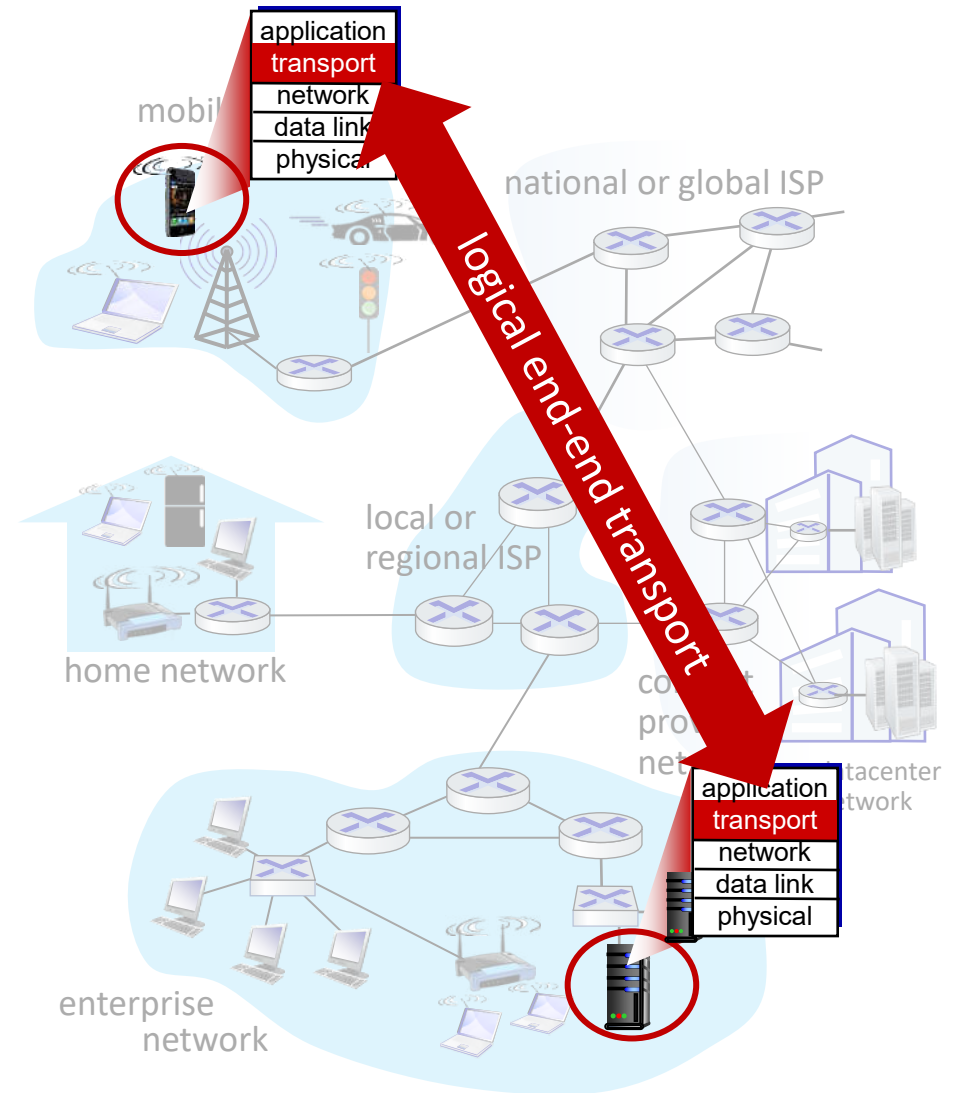 application
transport
network
data link
physical
national or global ISP
logical end-end transport
local or
regional ISP
home network
application
transport
network
data link
physical
network
enterprise
network